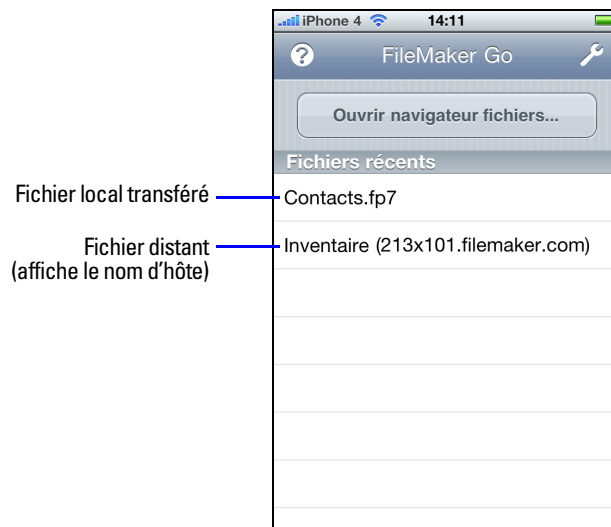 iPhone 4 14:11
? FileMaker Go
Ouvrir navigateur fichiers...
Fichiers récents
Fichier local transféré Contacts.fp7
Fichier distant Inventaire (213x101.filemaker.com)
(affiche le nom d'hôte)